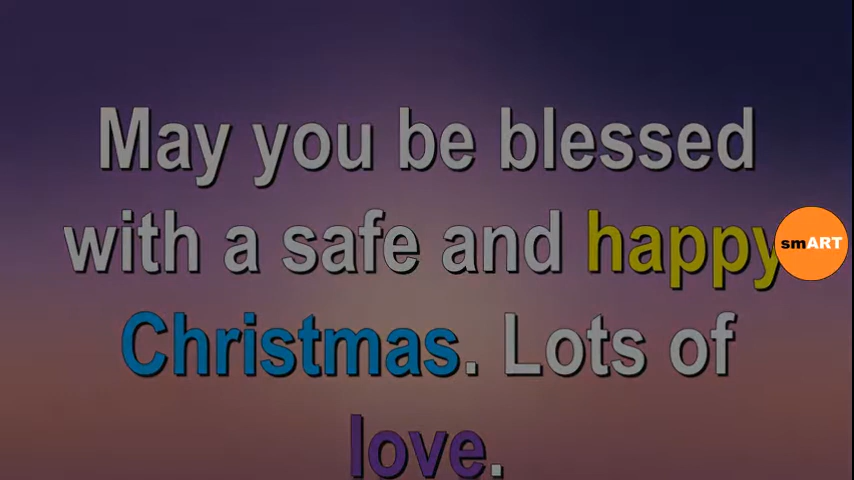 May you be blessed
with a safe and happy
Christmas. Lots of
love.
smART